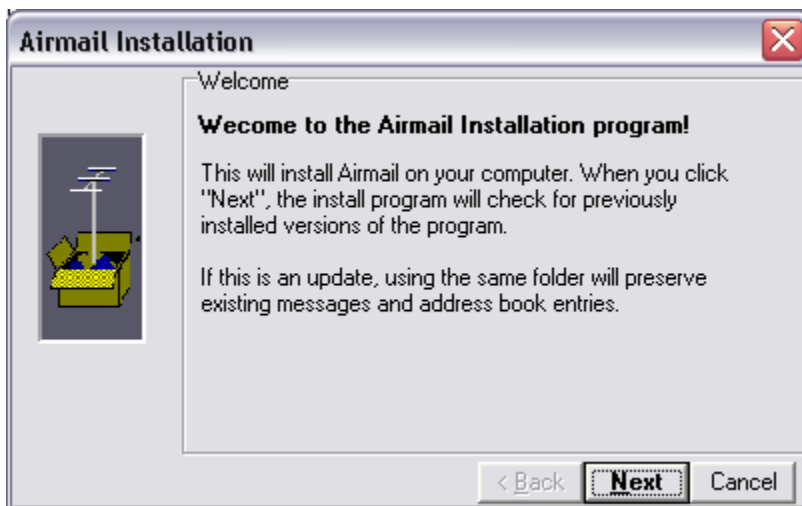 Airmail Installation
Welcome
Wecome to the Airmail Installation program!
This will install Airmail on your computer. When you click
"Next", the install program will check for previously
installed versions of the program.
If this is an update, using the same folder will preserve
existing messages and address book entries.
< Back Next Cancel